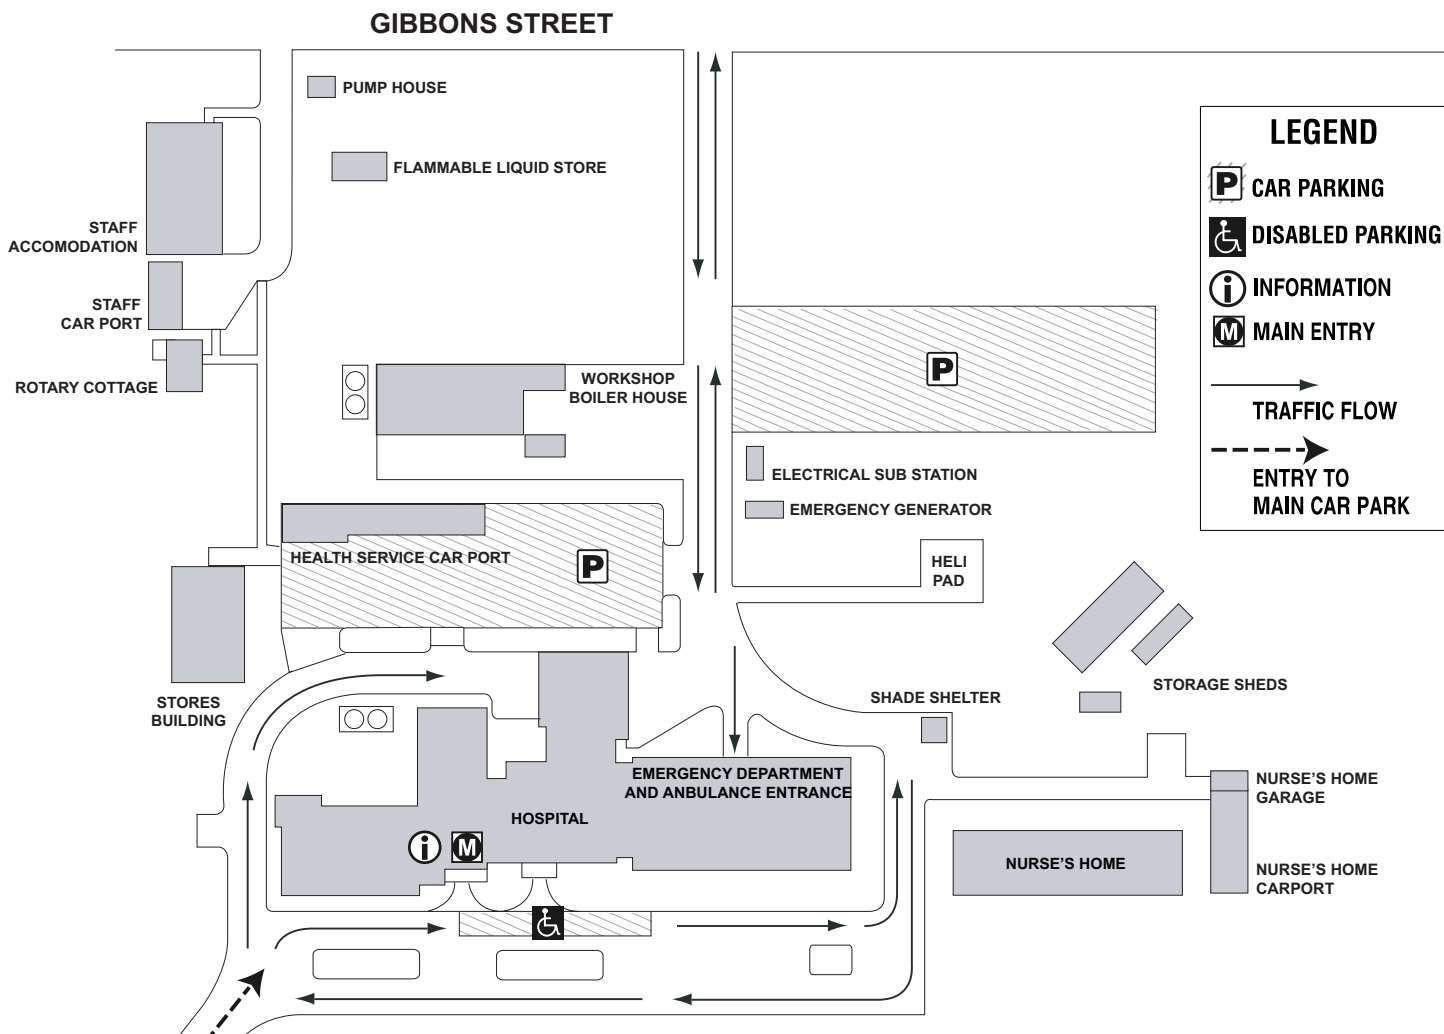 GIBBONS STREET
PUMP HOUSE
FLAMMABLE LIQUID STORE
STAFF
ACCOMODATION
STAFF
CAR PORT
ROTARY COTTAGE
WORKSHOP
BOILER HOUSE
P
ELECTRICAL SUB STATION
EMERGENCY GENERATOR
HEALTH SERVICE CAR PORT
P
HELI
PAD
STORES
BUILDING
SHADE SHELTER
STORAGE SHEDS
EMERGENCY DEPARTMENT
AND ANBULANCE ENTRANCE
HOSPITAL
i
M
NURSE'S HOME
GARAGE
NURSE'S HOME
NURSE'S HOME
CARPORT
LEGEND
P CAR PARKING
DISABLED PARKING
i INFORMATION
M MAIN ENTRY
TRAFFIC FLOW
ENTRY TO
MAIN CAR PARK